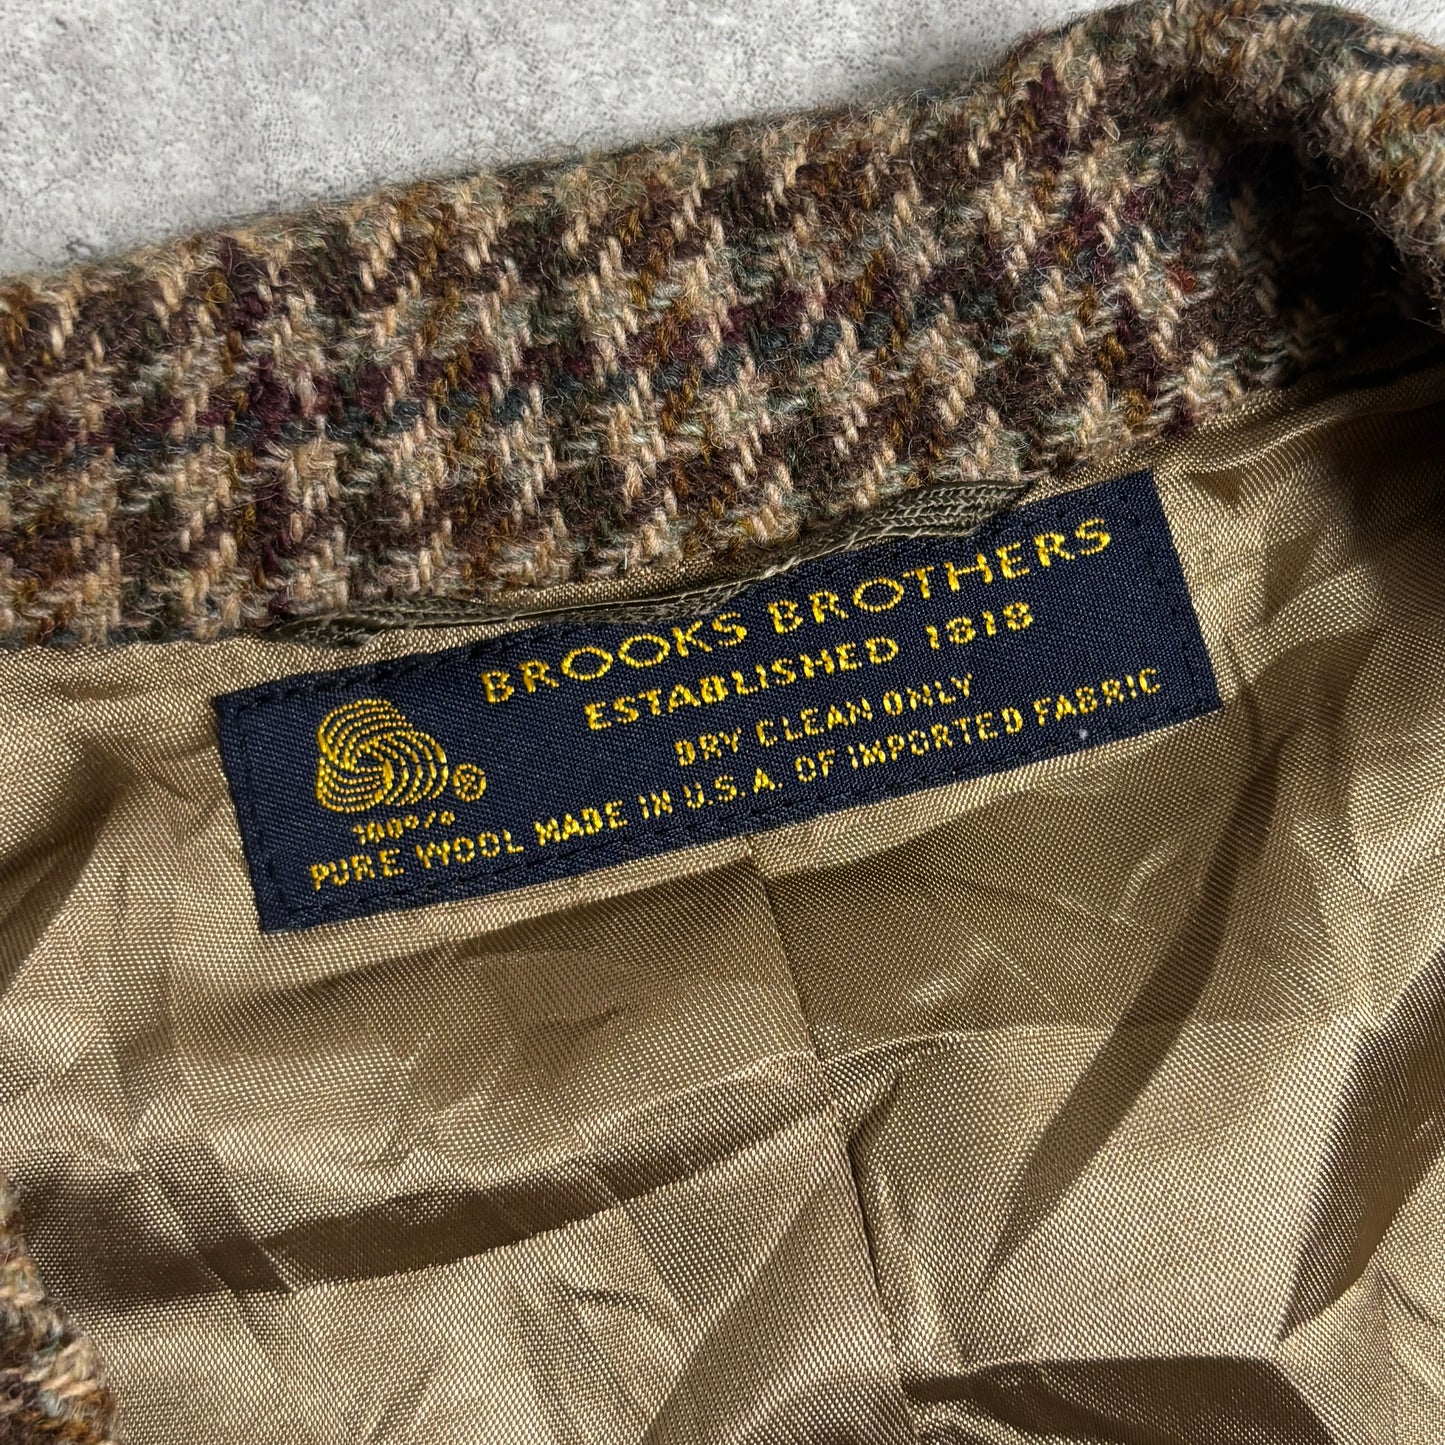 BROOKS BROTHERS
ESTABLISHED 1818
DRY CLEAN ONLY
®
100%
PURE WOOL MADE IN U.S.A. OF IMPORTED FABRIC